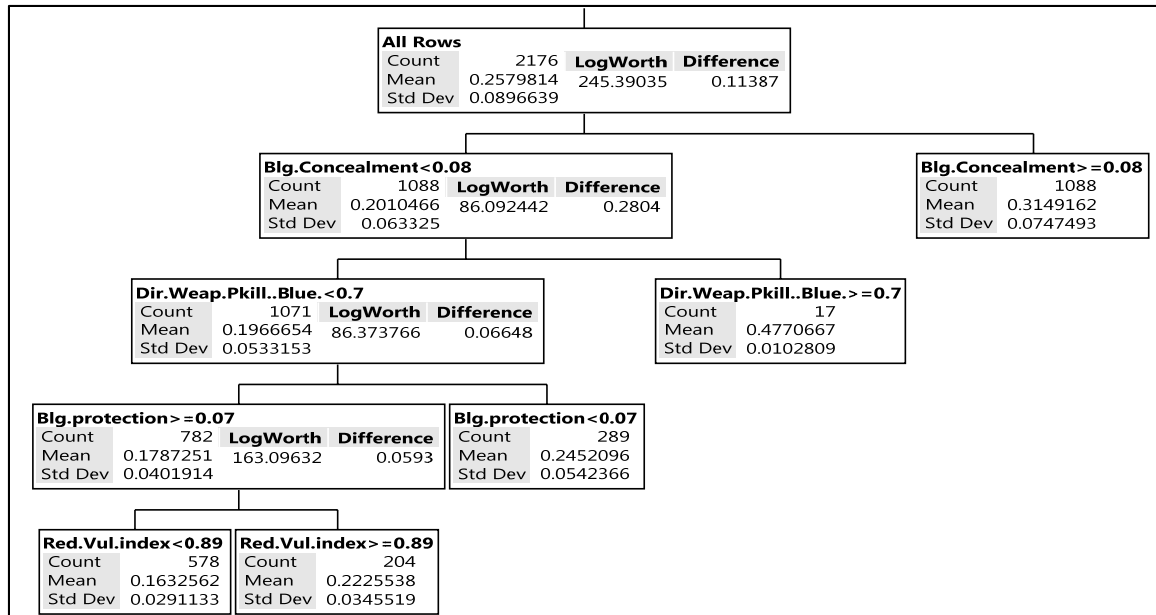 All Rows
Count 2176 LogWorth Difference
Mean 0.2579814 245.39035 0.11387
Std Dev 0.0896639
Blg.Concealment<0.08
Count 1088 LogWorth Difference
Mean 0.2010466 86.092442 0.2804
Std Dev 0.063325
Blg.Concealment>=0.08
Count 1088
Mean 0.3149162
Std Dev 0.0747493
Dir.Weap.Pkill..Blue.<0.7
Count 1071 LogWorth Difference
Mean 0.1966654 86.373766 0.06648
Std Dev 0.0533153
Dir.Weap.Pkill..Blue.>=0.7
Count 17
Mean 0.4770667
Std Dev 0.0102809
Blg.protection>=0.07
Count 782 LogWorth Difference
Mean 0.1787251 163.09632 0.0593
Std Dev 0.0401914
Blg.protection<0.07
Count 289
Mean 0.2452096
Std Dev 0.0542366
Red.Vul.index<0.89
Count 578
Mean 0.1632562
Std Dev 0.0291133
Red.Vul.index>=0.89
Count 204
Mean 0.2225538
Std Dev 0.0345519